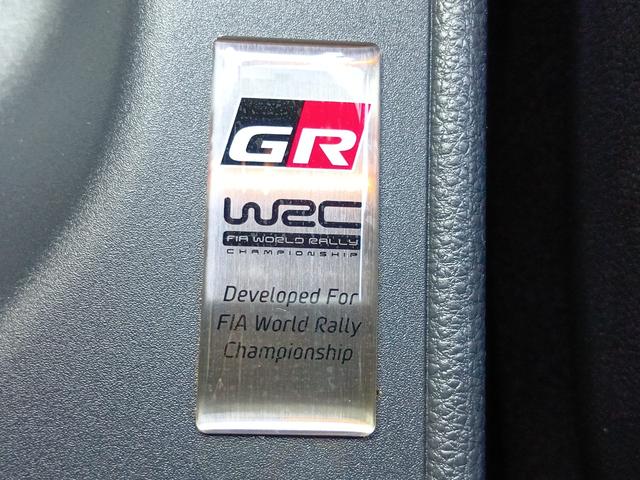 GR
WRC
FIA WORLD RALLY
CHAMPIONSHIP
Developed For
FIA World Rally
Championship